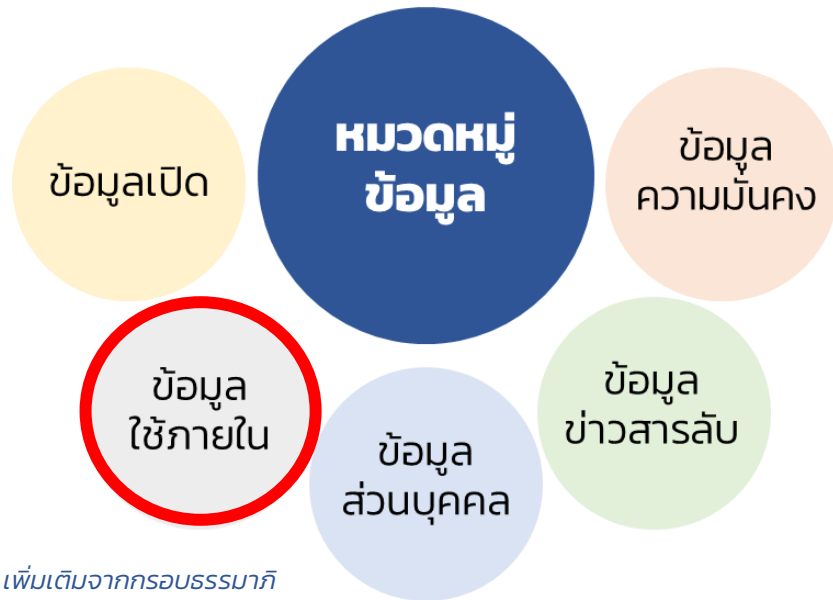 หมวดหมู่
ข้อมูล
ข้อมูลเปิด
ข้อมูล
ความมั่นคง
ข้อมูล
ใช้ภายใน
ข้อมูล
ข่าวสารลับ
ข้อมูล
ส่วนบุคคล
เพิ่มเติมจากกรอบธรรมาภิ